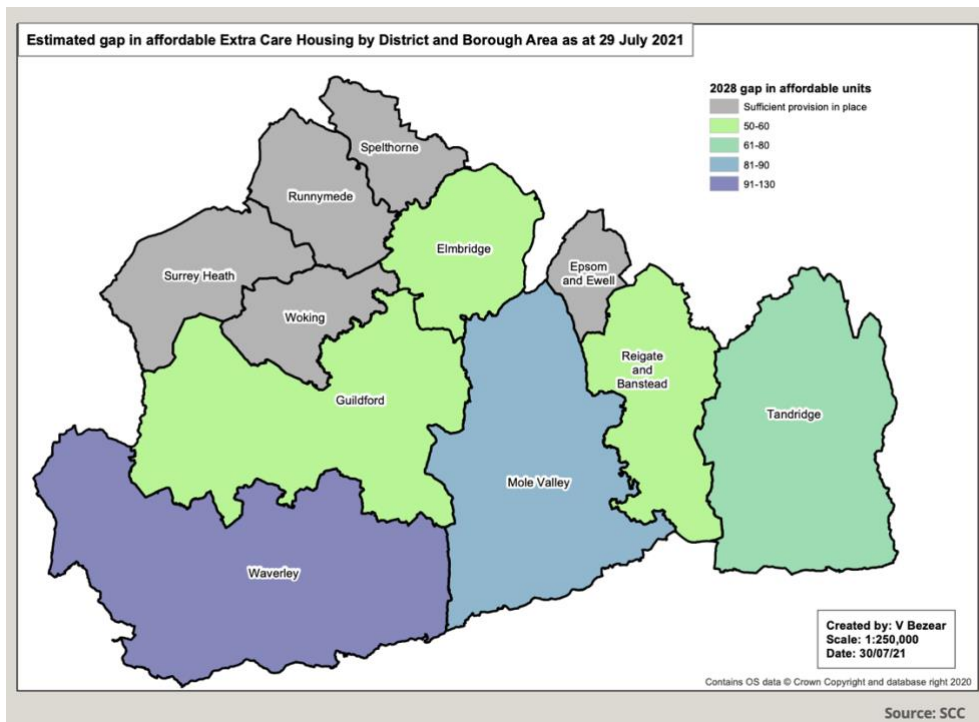 Estimated gap in affordable Extra Care Housing by District and Borough Area as at 29 July 2021
2028 gap in affordable units
Sufficient provision in place
50-60
61-80
81-90
91-130
Spelthorne
Runnymede
Elmbridge
Surrey Heath
Epsom
and Ewell
Woking
Reigate
and
Banstead
Guildford
Tandridge
Mole Valley
Waverley
Created by: V Bezear
Scale: 1:250,000
Date: 30/07/21
Contains OS data © Crown Copyright and database right 2020
Source: SCC